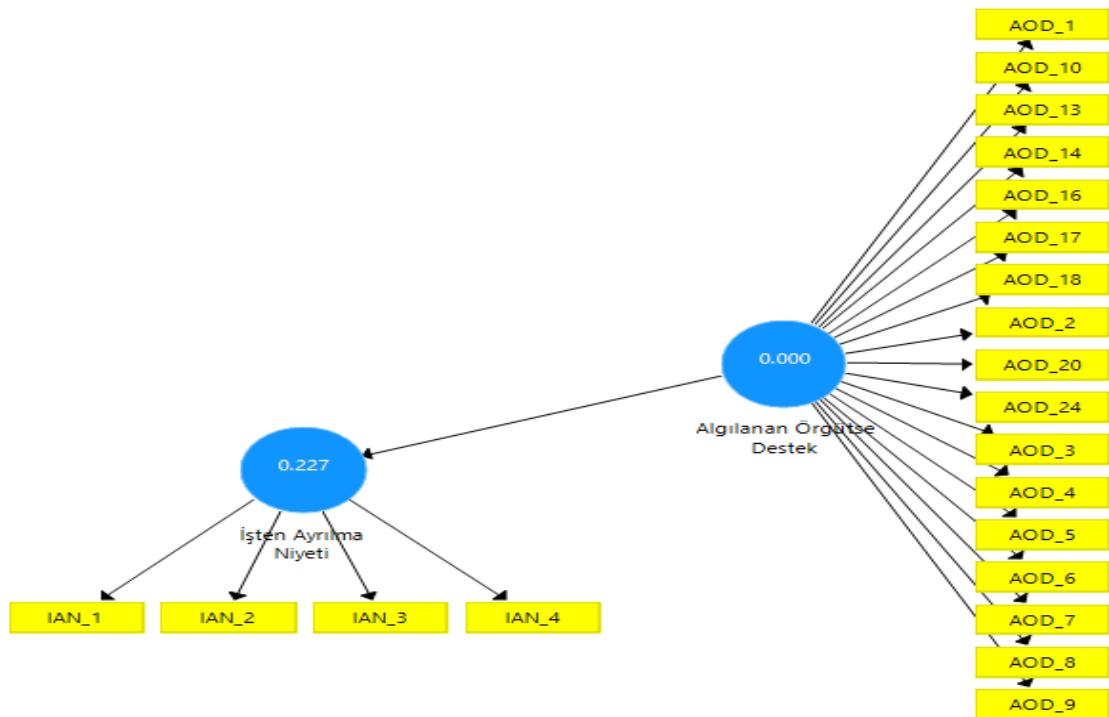 AOD_1
AOD_10
AOD_13
AOD_14
AOD_16
AOD_17
AOD_18
AOD_2
AOD_20
AOD_24
AOD_3
AOD_4
AOD_5
AOD_6
AOD_7
AOD_8
AOD_9
0.000
Algılanan Örgütse
Destek
0.227
İşten Ayrılma
Niyeti
IAN_1
IAN_2
IAN_3
IAN_4